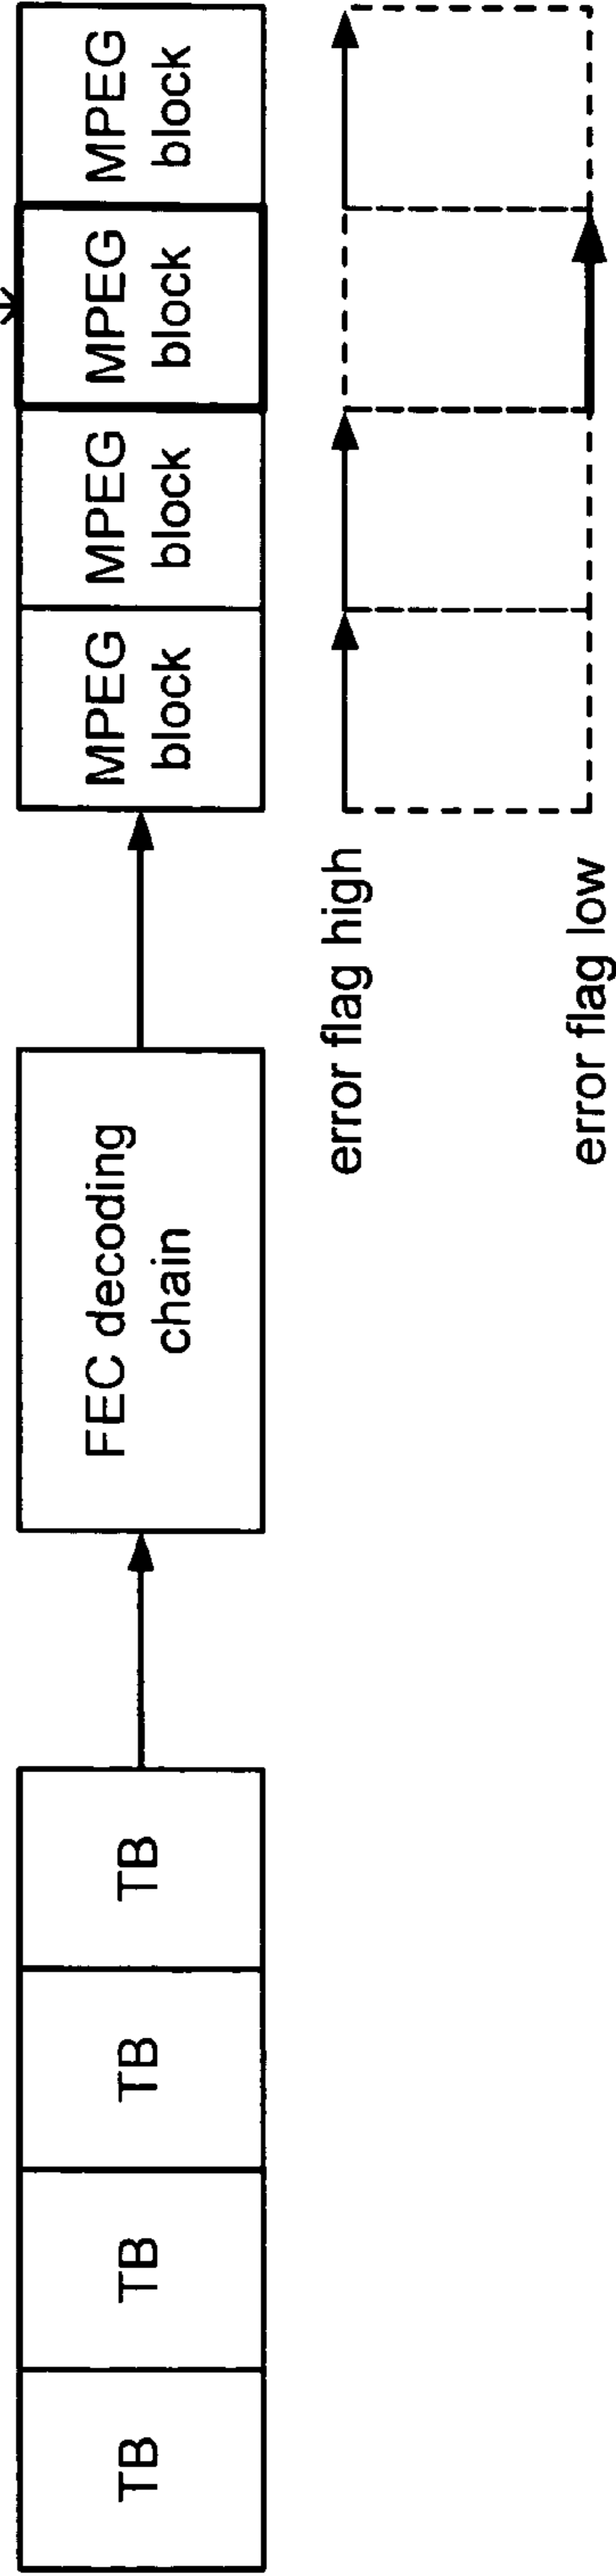 TB
TB
TB
TB
FEC decoding
chain
MPEG
block
MPEG
block
MPEG
block
MPEG
block
*
error flag high
error flag low